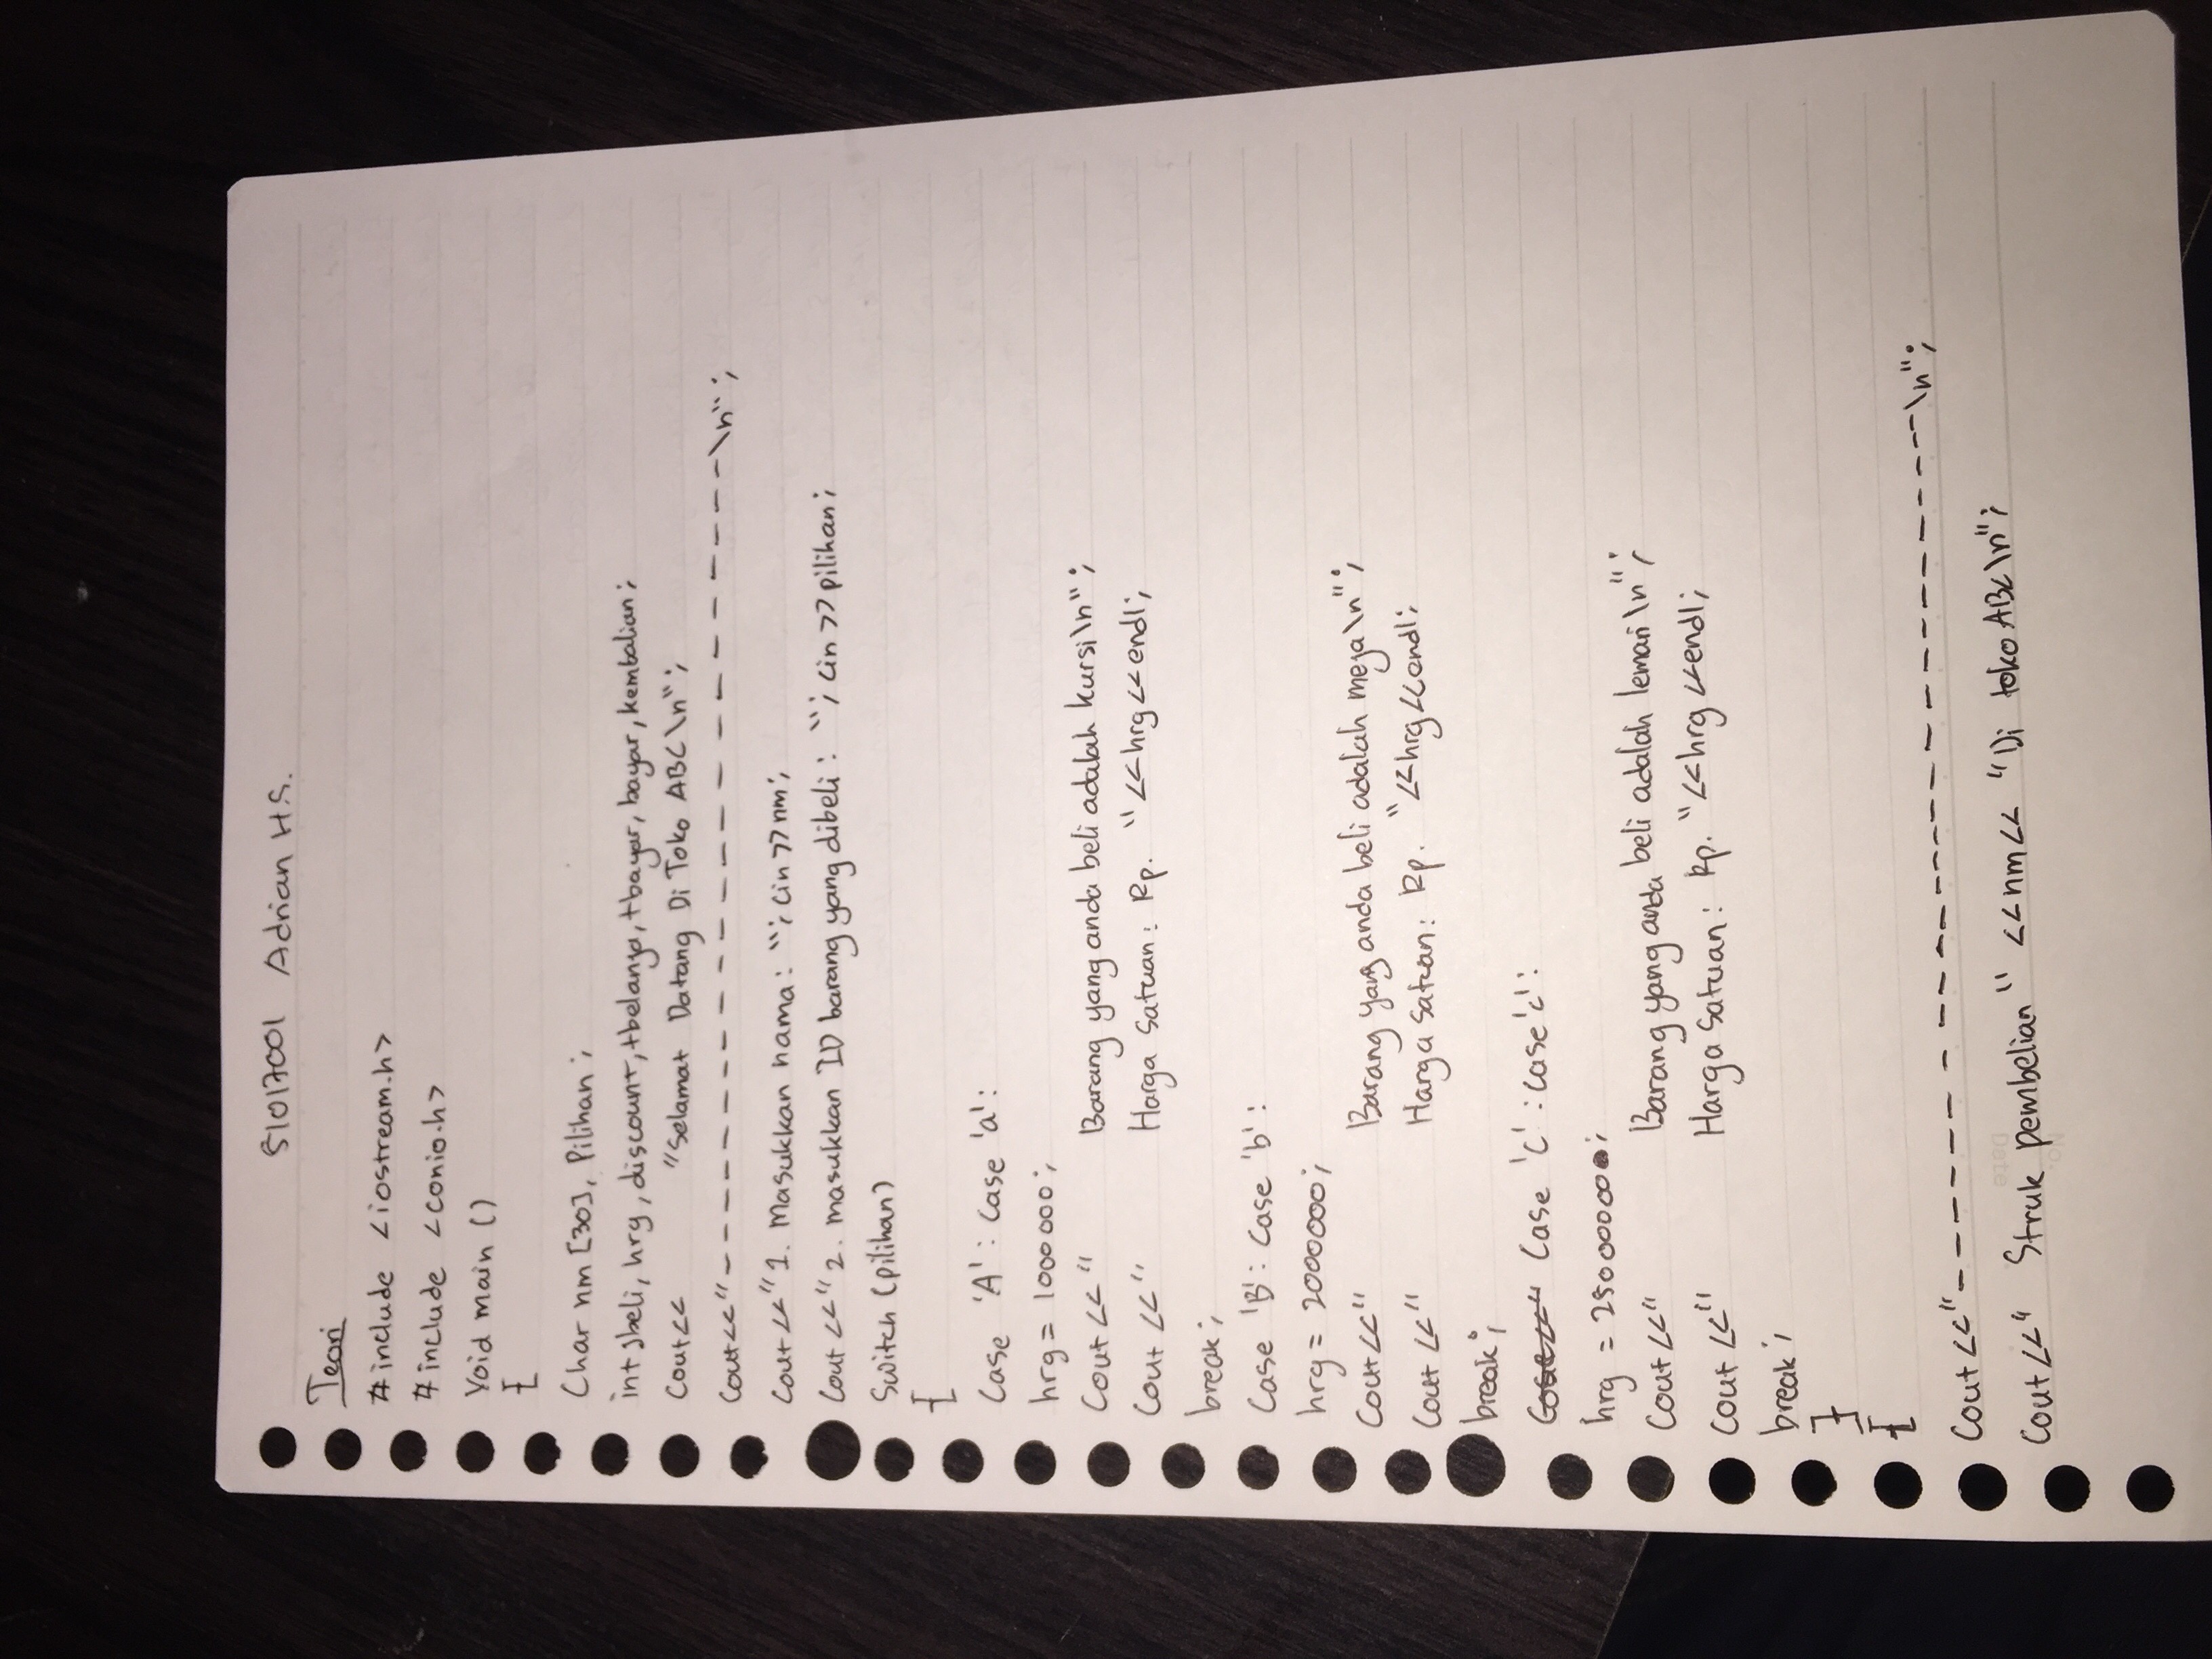 51017001 Adrian H.S.
Teori
#include <iostream.h>
#include <conio.h>
Void main ()
{
Char nm [30], Pilihan;
int jbeli, hrg, discount, tbelanja, tbayar, bayar, kembalian;
Cout<< "Selamat Datang Di Toko ABC\n";
Cout<<"-------------------------\n";
Cout<<"1. Masukkan nama: "; Cin>>nm;
Cout<<"2. masukkan ID barang yang dibeli: "; Cin>>pilihan;
Switch (pilihan)
{
Case 'A': Case 'a':
hrg = 1000000;
Cout<<" Barang yang anda beli adalah kursi\n";
Cout<<" Harga Satuan: Rp. "<<hrg<<endl;
break;
Case 'B': Case 'b':
hrg = 2000000;
Cout<<" Barang yang anda beli adalah meja\n";
Cout<<" Harga Satuan: Rp. "<<hrg<<endl;
break;
Case 'C': Case 'c':
hrg = 25000000;
Cout<<" Barang yang anda beli adalah lemari\n";
Cout<<" Harga Satuan: Rp. "<<hrg<<endl;
break;
}
{
Cout<<"-------------------------\n";
Cout<<" Struk pembelian "<<nm<< "Di toko ABC\n";
Date
No.